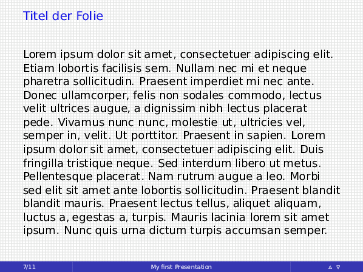 Titel der Folie
Lorem ipsum dolor sit amet, consectetuer adipiscing elit.
Etiam lobortis facilisis sem. Nullam nec mi et neque
pharetra sollicitudin. Praesent imperdiet mi nec ante.
Donec ullamcorper, felis non sodales commodo, lectus
velit ultrices augue, a dignissim nibh lectus placerat
pede. Vivamus nunc nunc, molestie ut, ultricies vel,
semper in, velit. Ut porttitor. Praesent in sapien. Lorem
ipsum dolor sit amet, consectetuer adipiscing elit. Duis
fringilla tristique neque. Sed interdum libero ut metus.
Pellentesque placerat. Nam rutrum augue a leo. Morbi
sed elit sit amet ante lobortis sollicitudin. Praesent blandit
blandit mauris. Praesent lectus tellus, aliquet aliquam,
luctus a, egestas a, turpis. Mauris lacinia lorem sit amet
ipsum. Nunc quis urna dictum turpis accumsan semper.
7/11 My first Presentation